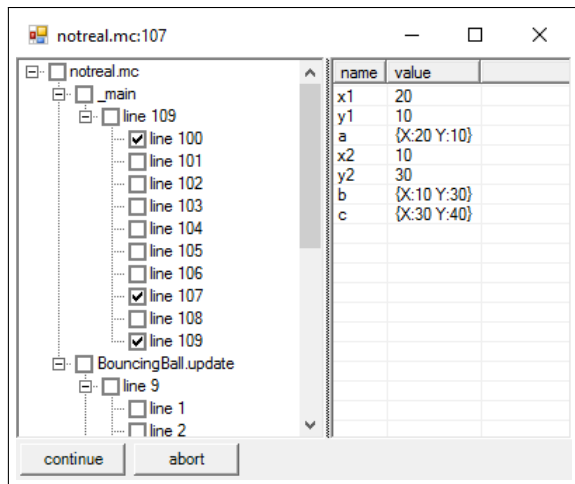 notreal.mc:107
notreal.mc
_main
line 109
line 100
line 101
line 102
line 103
line 104
line 105
line 106
line 107
line 108
line 109
BouncingBall.update
line 9
line 1
line 2
name value
x1 20
y1 10
a {X:20 Y:10}
x2 10
y2 30
b {X:10 Y:30}
c {X:30 Y:40}
continue abort